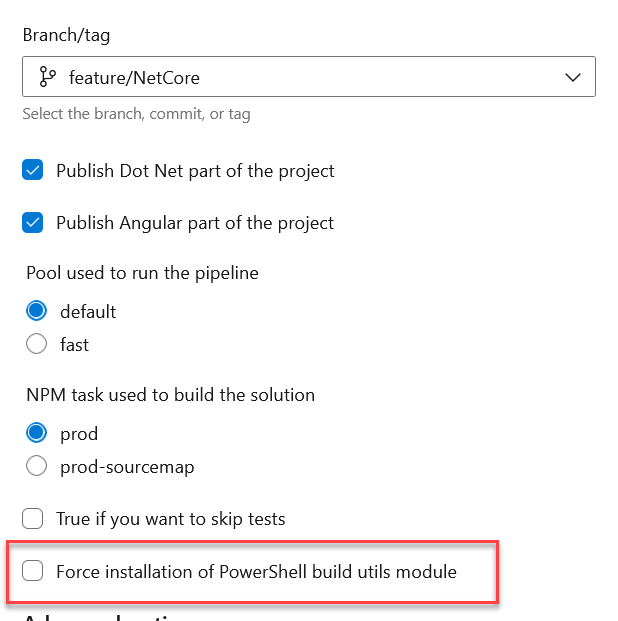 Branch/tag
feature/NetCore
Select the branch, commit, or tag
Publish Dot Net part of the project
Publish Angular part of the project
Pool used to run the pipeline
default
fast
NPM task used to build the solution
prod
prod-sourcemap
True if you want to skip tests
Force installation of PowerShell build utils module